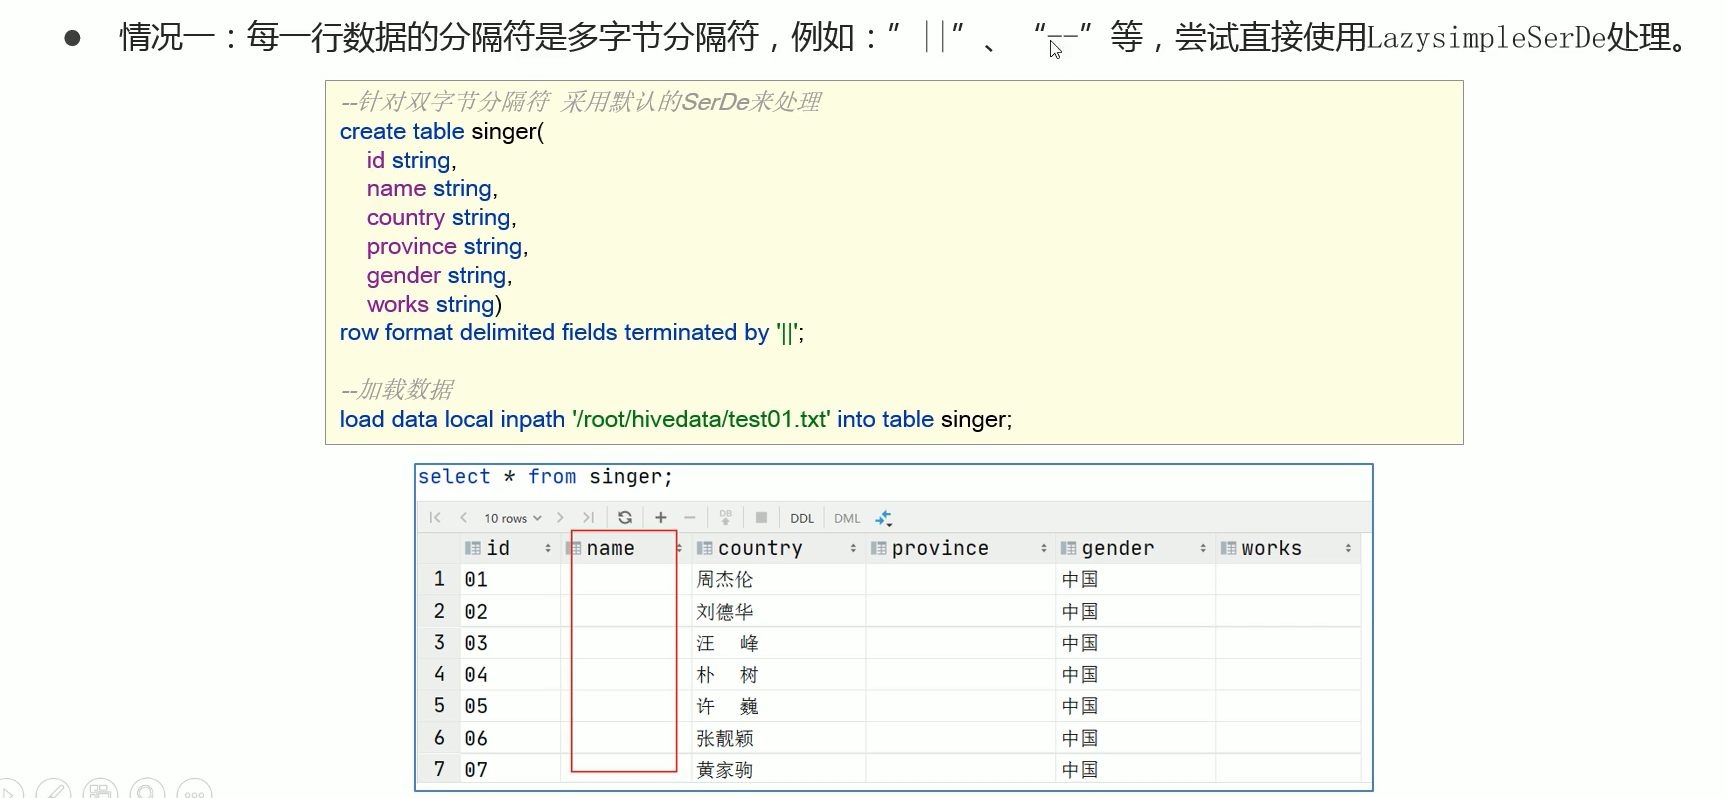 ● 情况一：每一行数据的分隔符是多字节分隔符，例如：”||”、 “--”等，尝试直接使用LazysimpleSerDe处理。
--针对双字节分隔符 采用默认的SerDe来处理
create table singer(
id string,
name string,
country string,
province string,
gender string,
works string)
row format delimited fields terminated by '||';
--加载数据
load data local inpath '/root/hivedata/test01.txt' into table singer;
select * from singer;
10 rows DB DDL DML
id name country province gender works
1 01 周杰伦 中国
2 02 刘德华 中国
3 03 汪 峰 中国
4 04 朴 树 中国
5 05 许 巍 中国
6 06 张靓颖 中国
7 07 黄家驹 中国